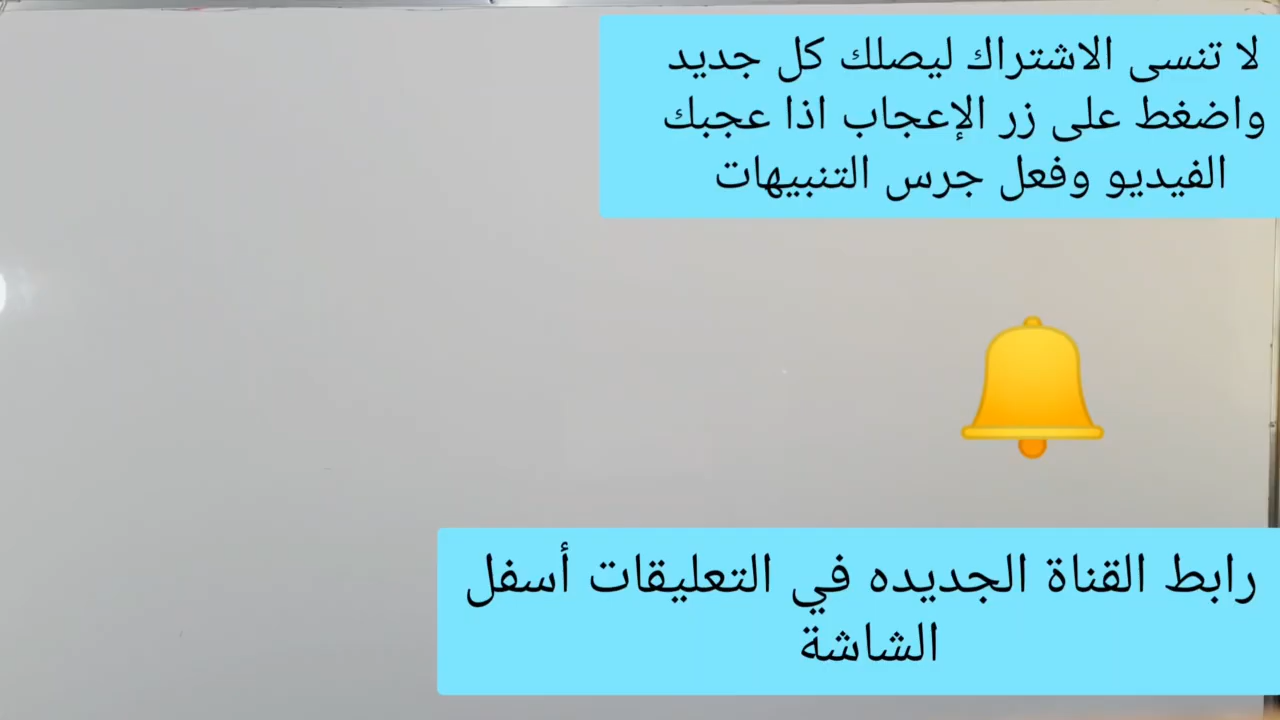 لا تنسى الاشتراك ليصلك كل جديد
واضغط على زر الإعجاب اذا عجبك
الفيديو وفعل جرس التنبيهات
رابط القناة الجديده في التعليقات أسفل
الشاشة